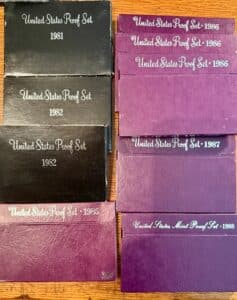 United States Proof Set
1981
United States Proof Set
1982
United States Proof Set
1982
United States Proof Set · 1985
United States Proof Set · 1986
United States Proof Set · 1986
United States Proof Set · 1986
United States Proof Set · 1987
United States Mint Proof Set · 1988